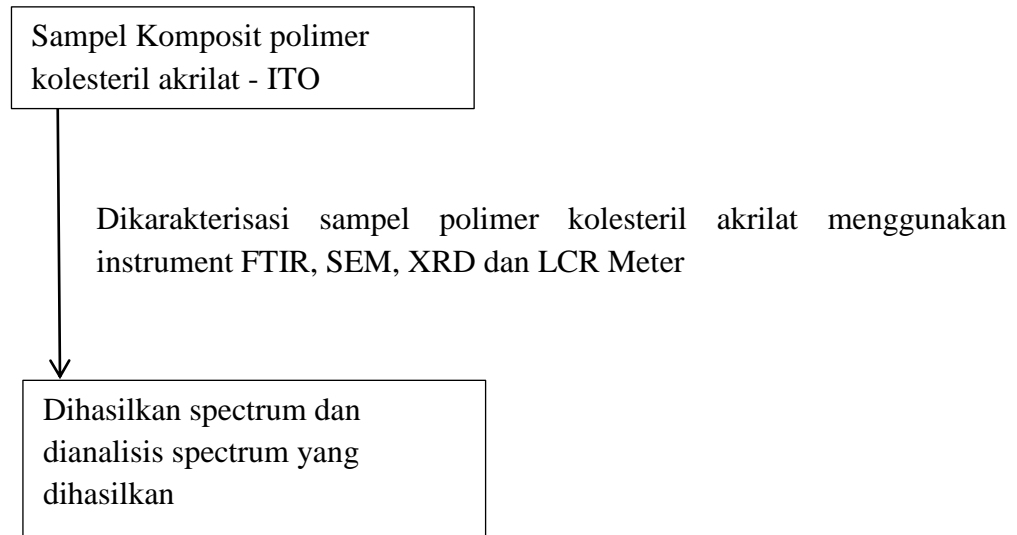 Sampel Komposit polimer
kolesteril akrilat - ITO
Dikarakterisasi sampel polimer kolesteril akrilat menggunakan
instrument FTIR, SEM, XRD dan LCR Meter
Dihasilkan spectrum dan
dianalisis spectrum yang
dihasilkan